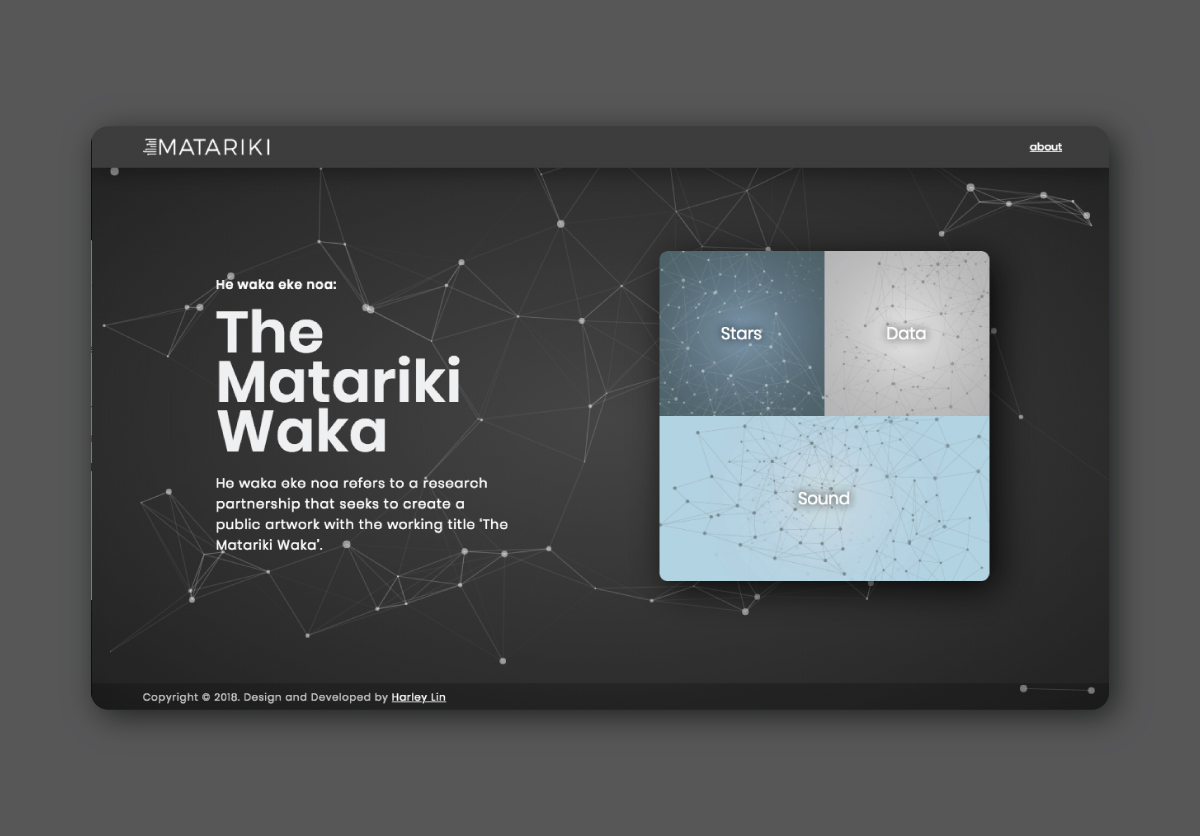 MATARIKI
about
He waka eke noa:
The
Matariki
Waka
He waka eke noa refers to a research
partnership that seeks to create a
public artwork with the working title 'The
Matariki Waka'.
Stars
Data
Sound
Copyright © 2018. Design and Developed by Harley Lin